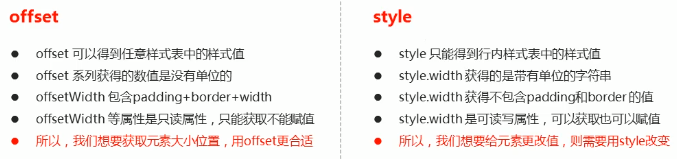 offset
● offset 可以得到任意样式表中的样式值
● offset 系列获得的数值是没有单位的
● offsetWidth 包含padding+border+width
● offsetWidth 等属性是只读属性，只能获取不能赋值
● 所以，我们想要获取元素大小位置，用offset更合适
style
● style 只能得到行内样式表中的样式值
● style.width 获得的是带有单位的字符串
● style.width 获得不包含padding和border 的值
● style.width 是可读写属性，可以获取也可以赋值
● 所以，我们想要给元素更改值，则需要用style改变